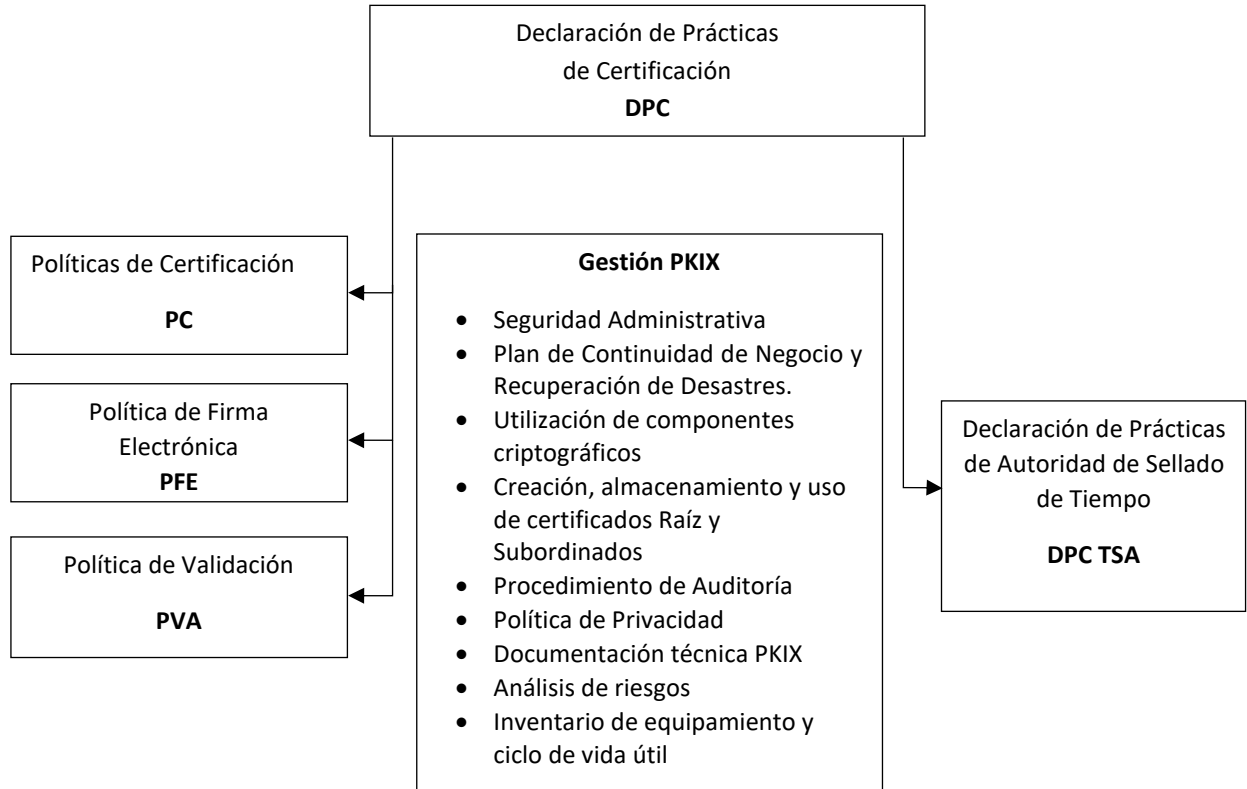 Declaración de Prácticas
de Certificación
DPC
Políticas de Certificación
PC
Política de Firma
Electrónica
PFE
Política de Validación
PVA
Gestión PKIX
• Seguridad Administrativa
• Plan de Continuidad de Negocio y
Recuperación de Desastres.
• Utilización de componentes
criptográficos
• Creación, almacenamiento y uso
de certificados Raíz y
Subordinados
• Procedimiento de Auditoría
• Política de Privacidad
• Documentación técnica PKIX
• Análisis de riesgos
• Inventario de equipamiento y
ciclo de vida útil
Declaración de Prácticas
de Autoridad de Sellado
de Tiempo
DPC TSA